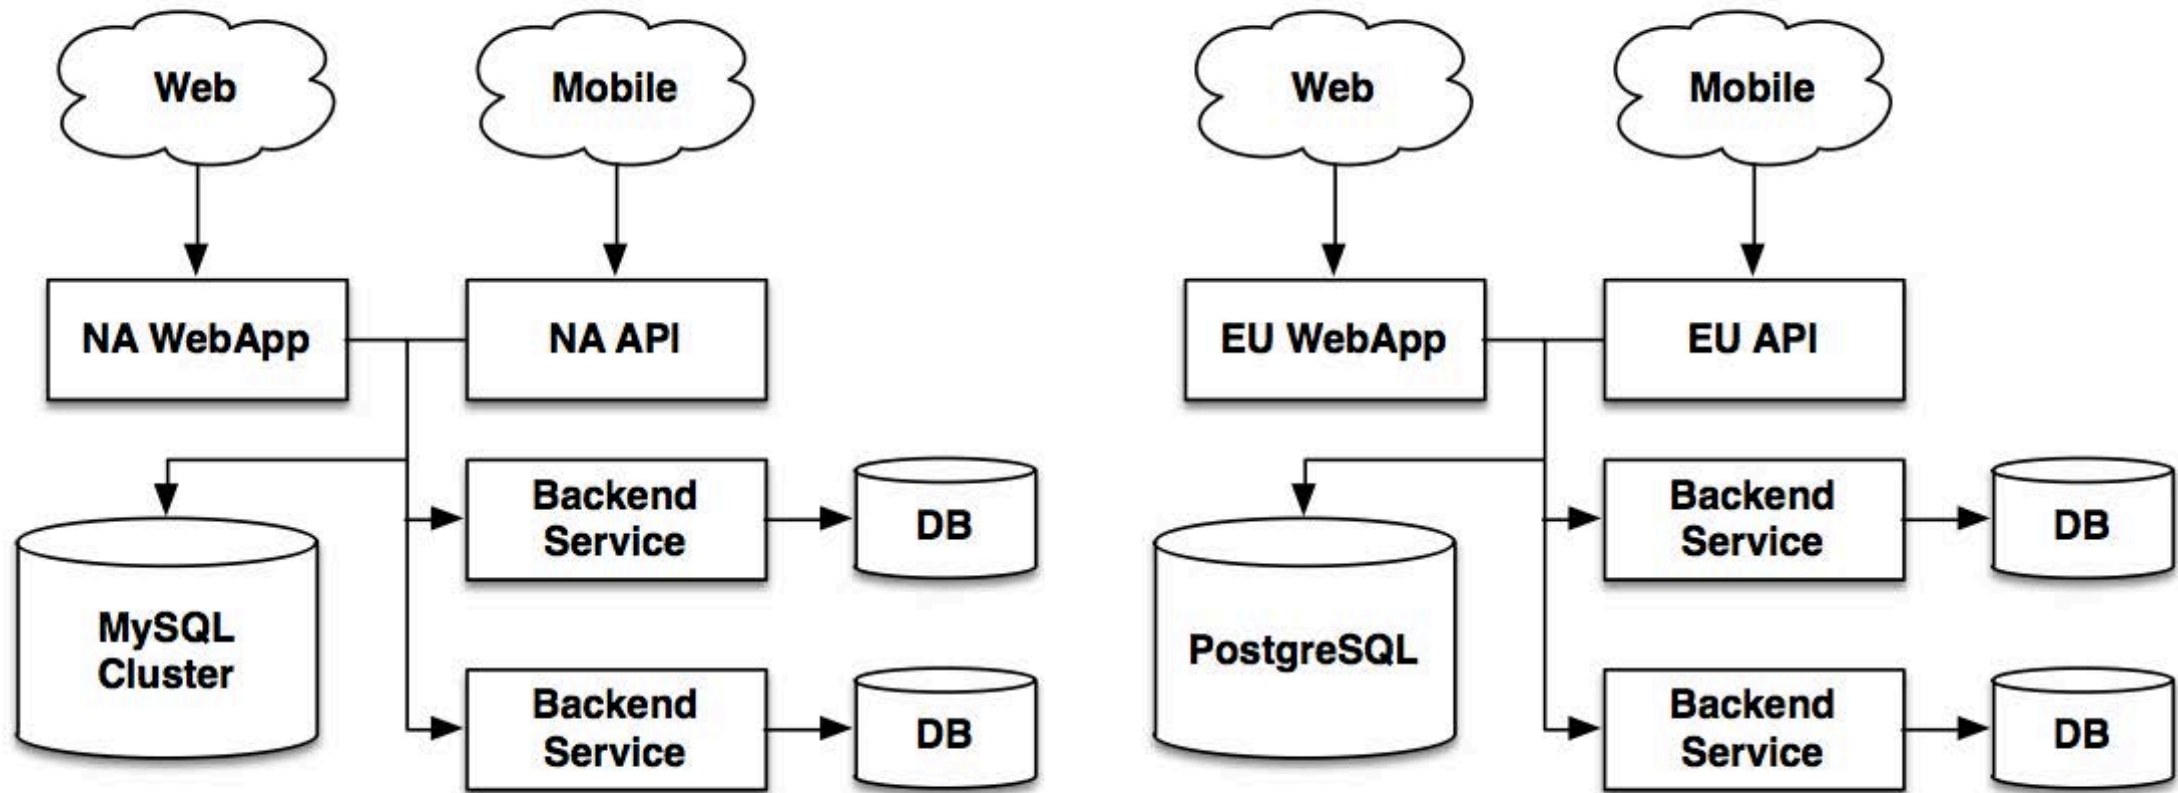 Web
Mobile
NA WebApp
NA API
Backend
Service
DB
MySQL
Cluster
Backend
Service
DB
Web
Mobile
EU WebApp
EU API
Backend
Service
DB
PostgreSQL
Backend
Service
DB